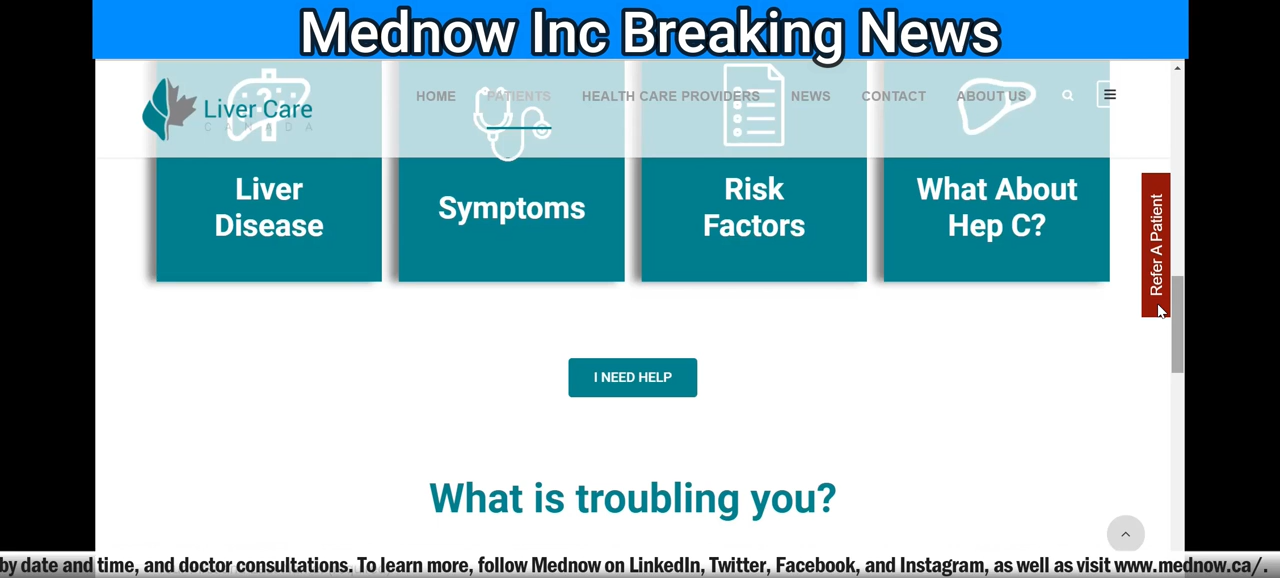 Mednow Inc Breaking News
Liver Care
CANADA
HOME PATIENTS HEALTH CARE PROVIDERS NEWS CONTACT ABOUT US
Liver
Disease
Symptoms
Risk
Factors
What About
Hep C?
Refer A Patient
I NEED HELP
What is troubling you?
by date and time, and doctor consultations. To learn more, follow Mednow on LinkedIn, Twitter, Facebook, and Instagram, as well as visit www.mednow.ca/.